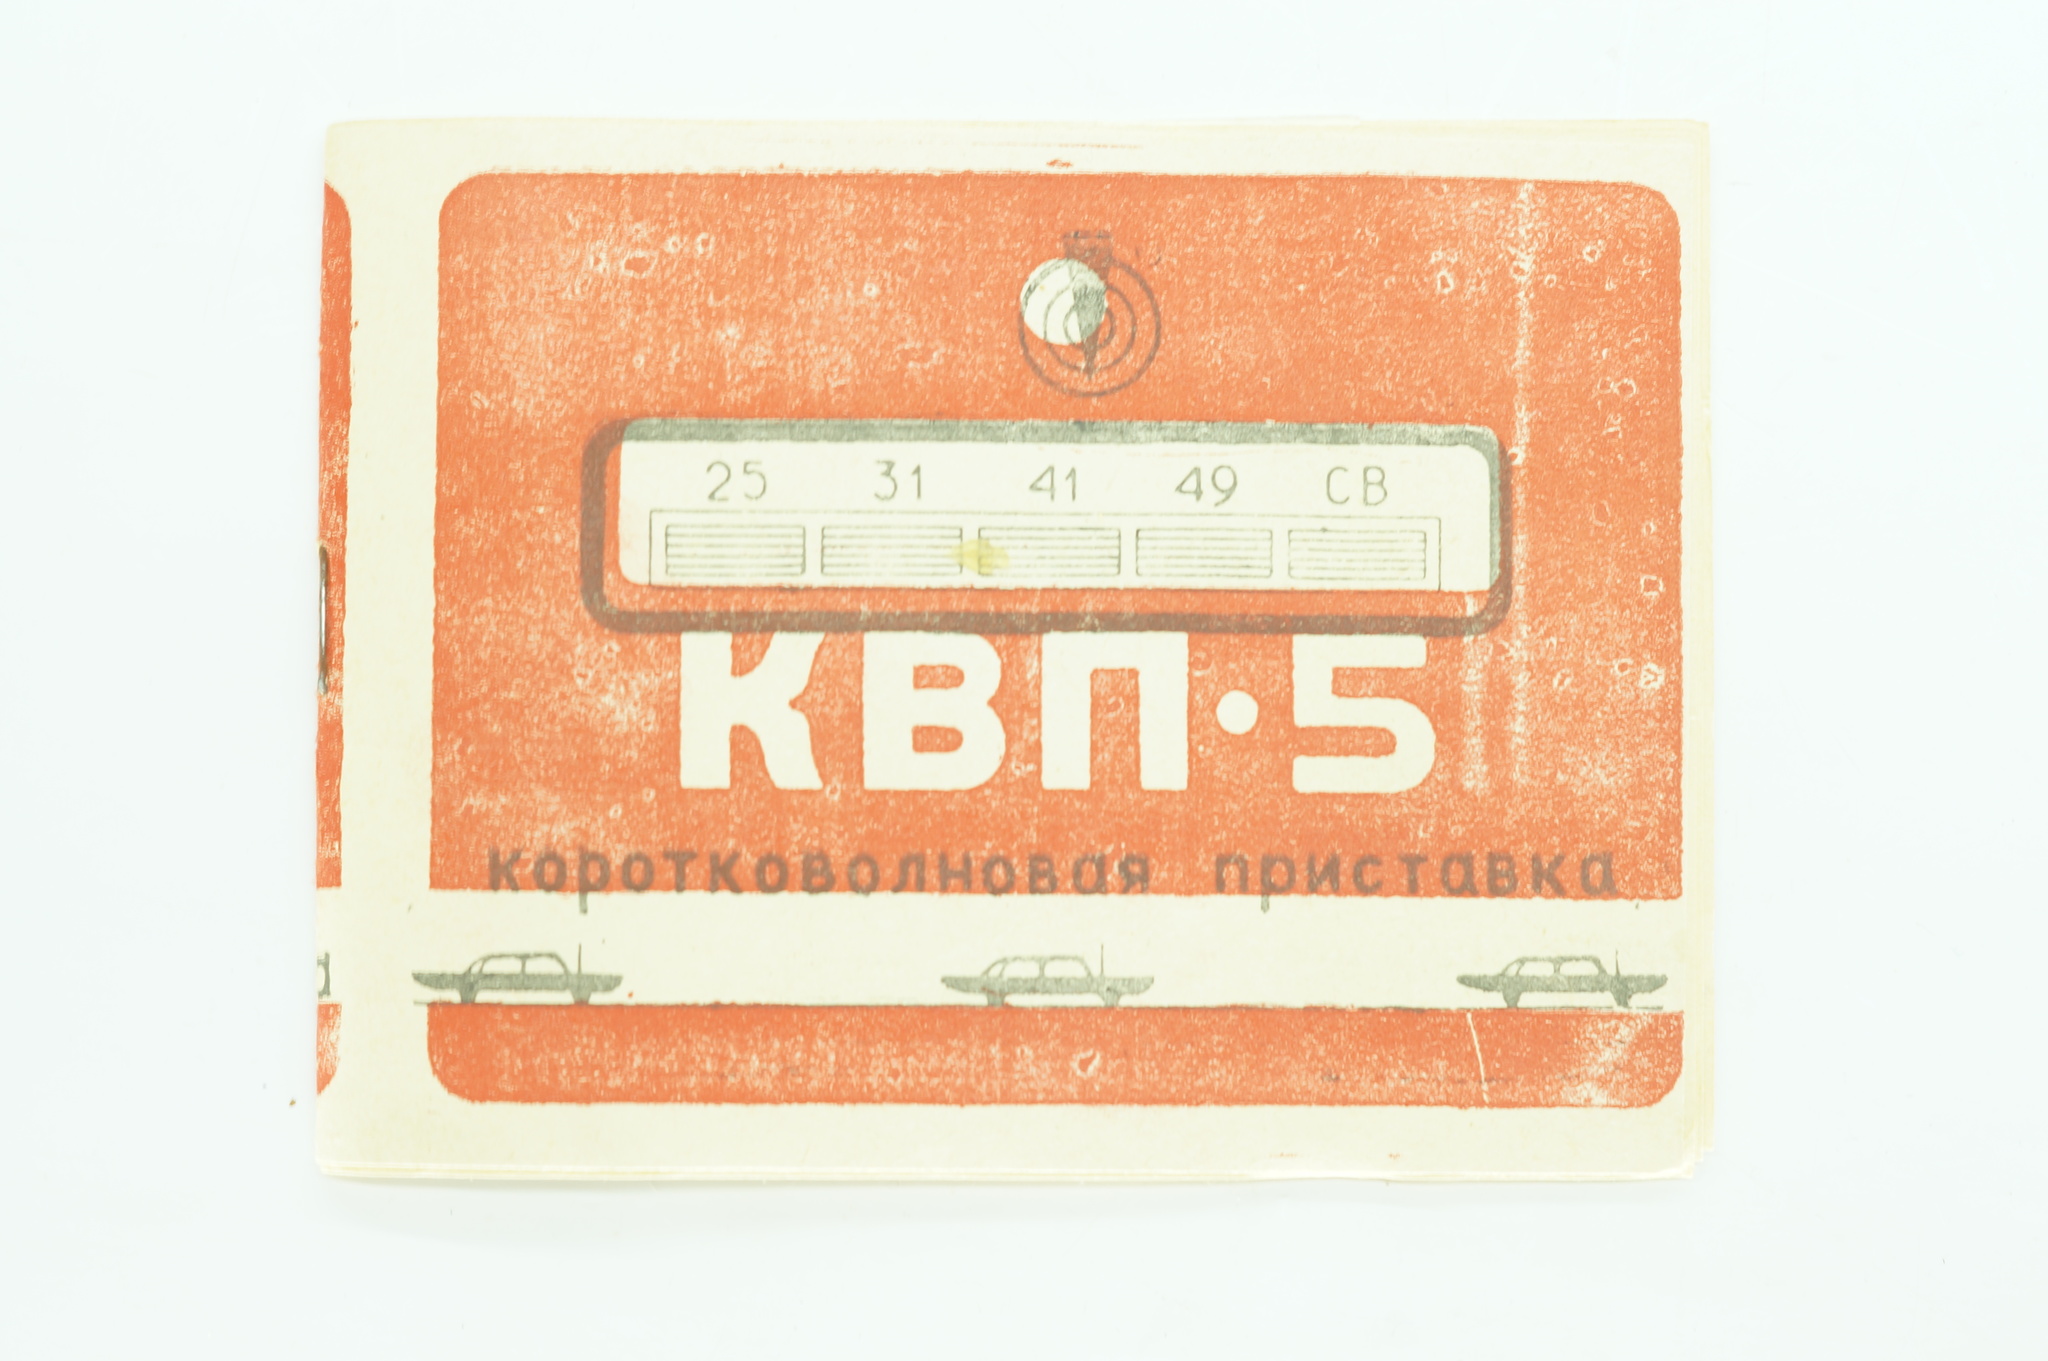 25 31 41 49 СВ
КВП·5
коротковолновая приставка